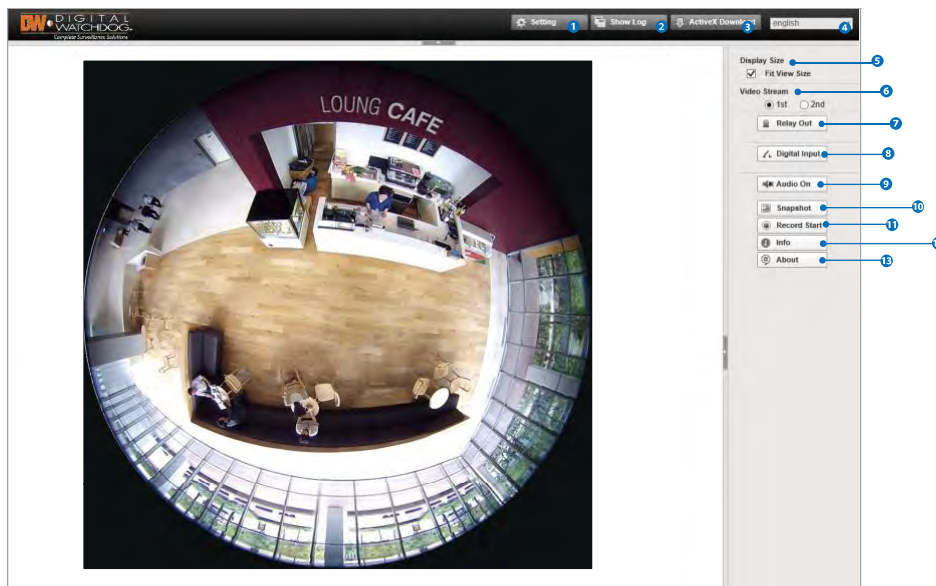 DIGITAL
WATCHDOG
Complete Surveillance Solutions
Setting 1
Show Log 2
ActiveX Download 3
english 4
Display Size 5
Fit View Size
Video Stream 6
1st 2nd
Relay Out 7
Digital Input 8
Audio On 9
Snapshot 10
Record Start 11
Info
About 13
LOUNG CAFE